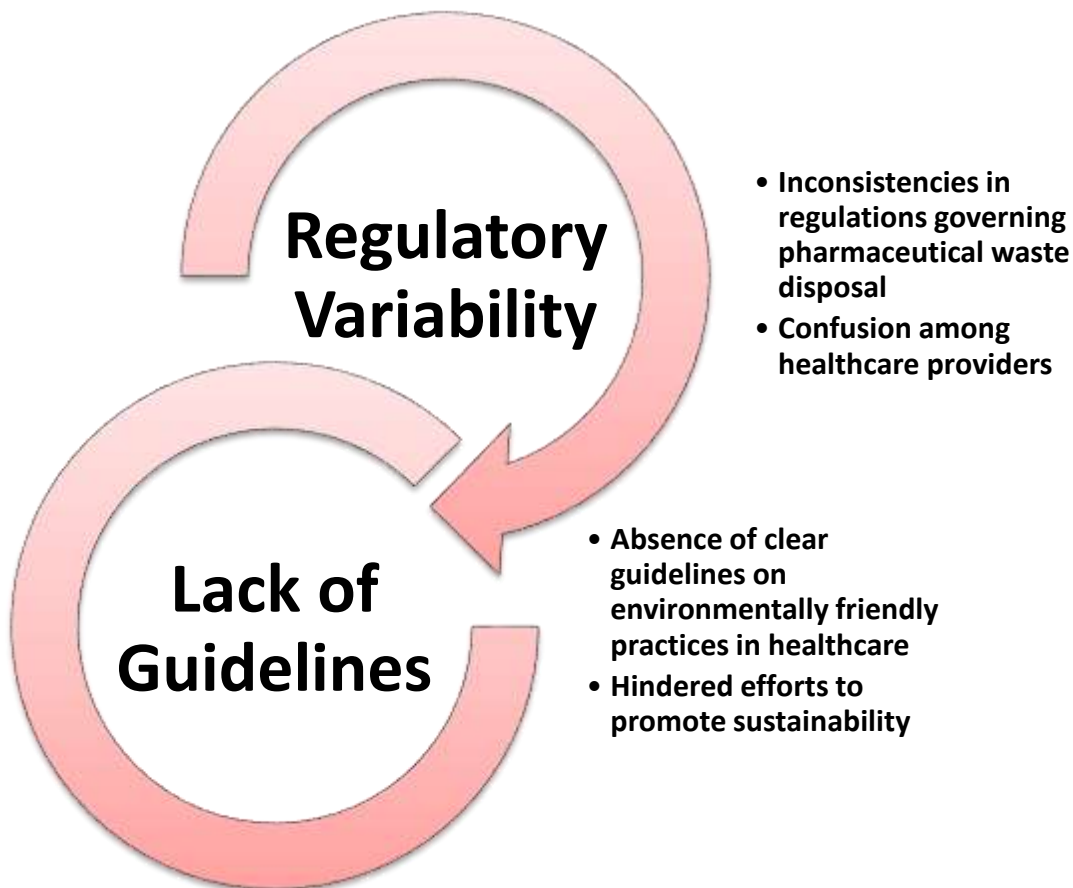 Regulatory
Variability
• Inconsistencies in
regulations governing
pharmaceutical waste
disposal
• Confusion among
healthcare providers
Lack of
Guidelines
• Absence of clear
guidelines on
environmentally friendly
practices in healthcare
• Hindered efforts to
promote sustainability